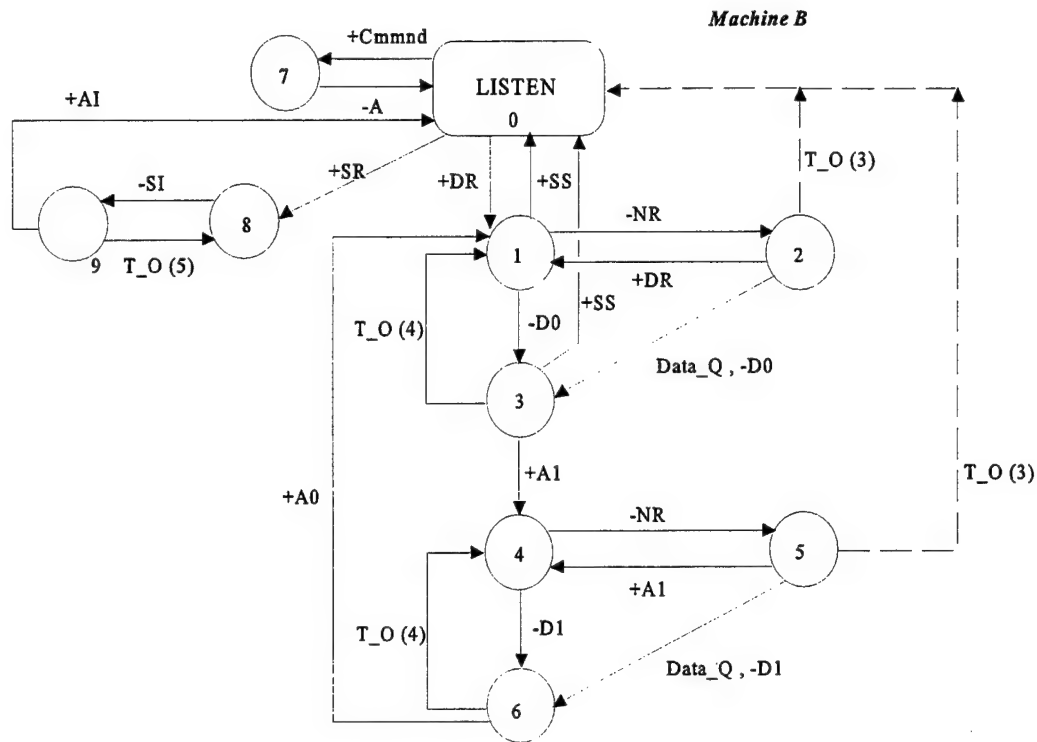 Machine B
+Cmmnd
7
LISTEN
0
+AI
-A
T_O (3)
+SR
+DR
+SS
-SI
8
-NR
1
2
9
T_O (5)
+DR
+SS
-D0
T_O (4)
Data_Q , -D0
3
+A1
T_O (3)
+A0
-NR
4
5
+A1
-D1
T_O (4)
Data_Q , -D1
6